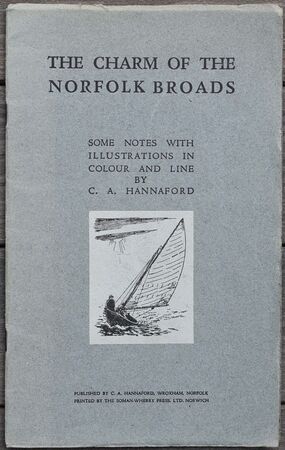 THE CHARM OF THE
NORFOLK BROADS
SOME NOTES WITH
ILLUSTRATIONS IN
COLOUR AND LINE
BY
C. A. HANNAFORD
PUBLISHED BY C. A. HANNAFORD, WROXHAM, NORFOLK
PRINTED BY THE SOMAN-WHERRY PRESS. LTD. NORWICH